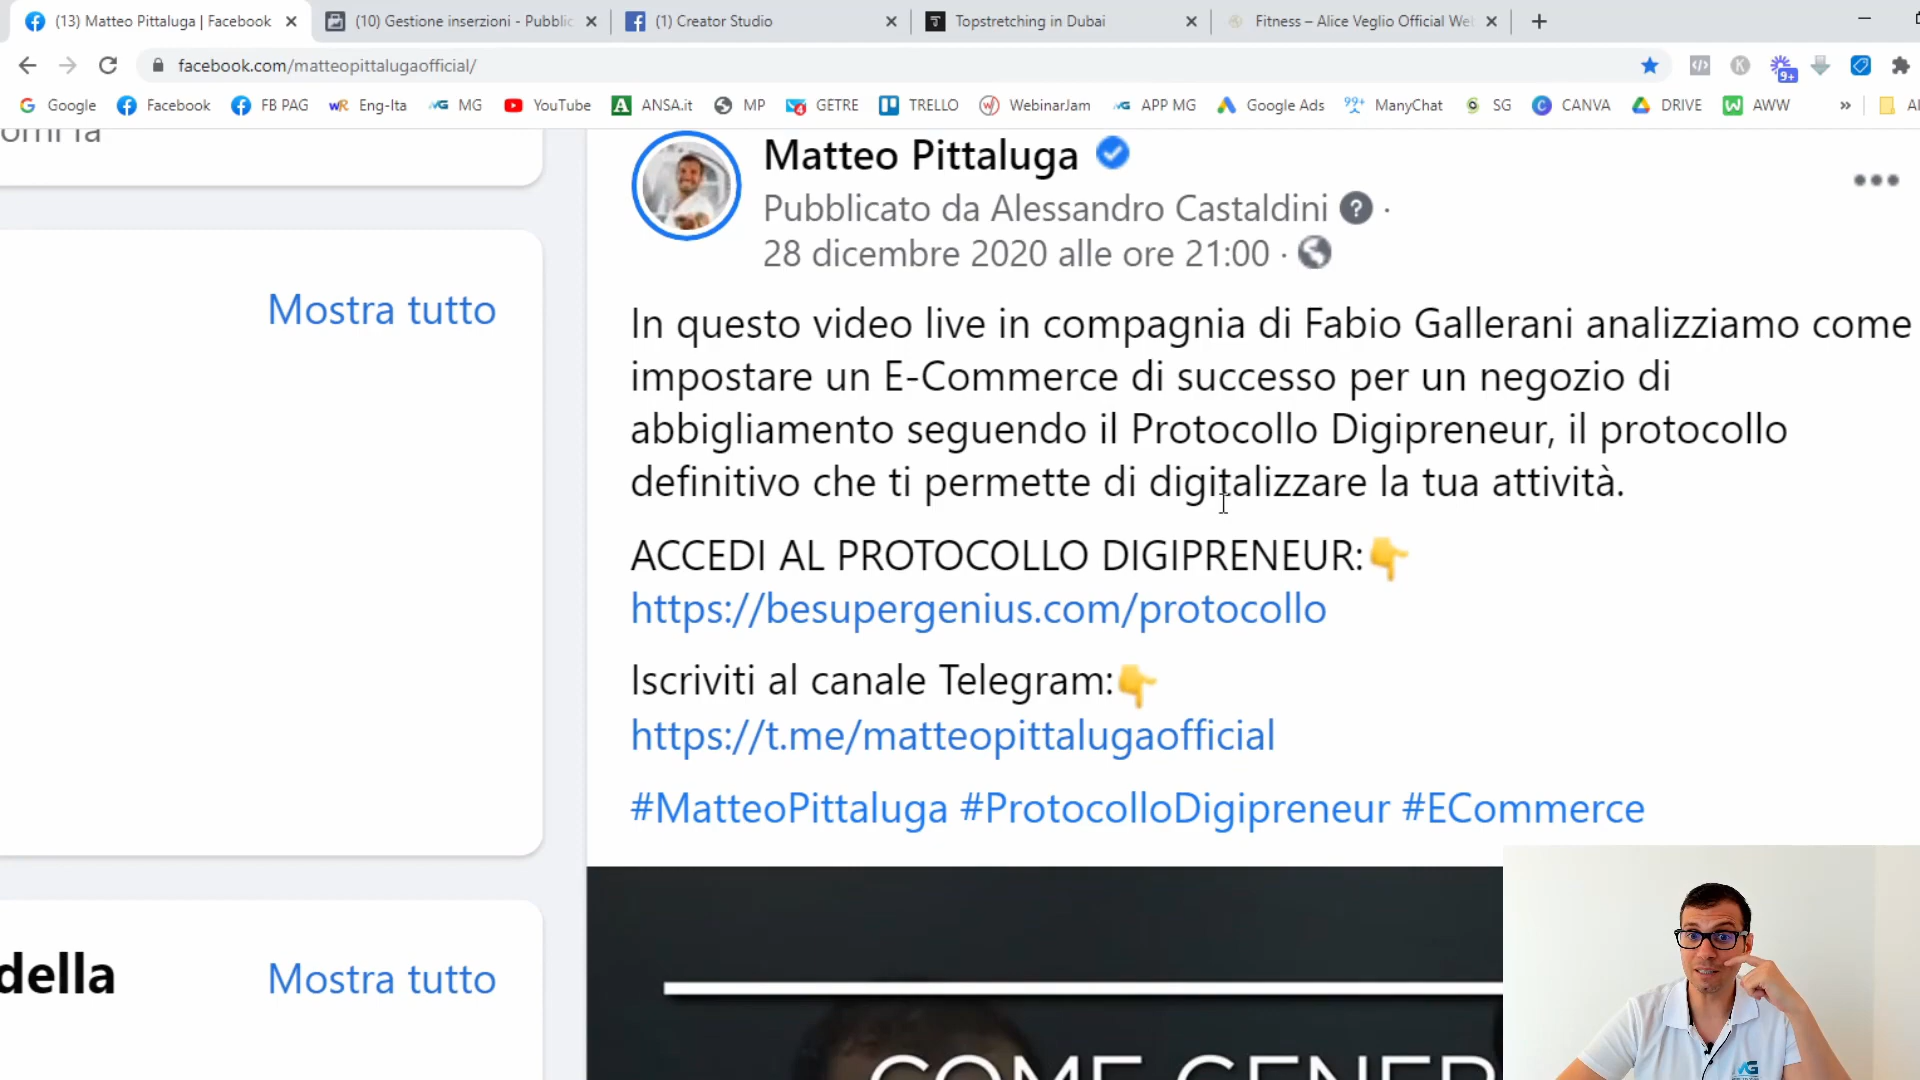 (13) Matteo Pittaluga | Facebook
(10) Gestione inserzioni - Pubblic
(1) Creator Studio
Topstretching in Dubai
Fitness – Alice Veglio Official We
facebook.com/matteopittalugaofficial/
9+
Google Facebook FB PAG wR Eng-Ita MG YouTube A ANSA.it MP GETRE TRELLO WebinarJam APP MG Google Ads 99+ ManyChat SG CANVA DRIVE AWW »
Matteo Pittaluga
Pubblicato da Alessandro Castaldini ·
28 dicembre 2020 alle ore 21:00 ·
Mostra tutto
In questo video live in compagnia di Fabio Gallerani analizziamo come
impostare un E-Commerce di successo per un negozio di
abbigliamento seguendo il Protocollo Digipreneur, il protocollo
definitivo che ti permette di digitalizzare la tua attività.
ACCEDI AL PROTOCOLLO DIGIPRENEUR:👇
https://besupergenius.com/protocollo
Iscriviti al canale Telegram:👇
https://t.me/matteopittalugaofficial
#MatteoPittaluga #ProtocolloDigipreneur #ECommerce
della
Mostra tutto
COME GENER